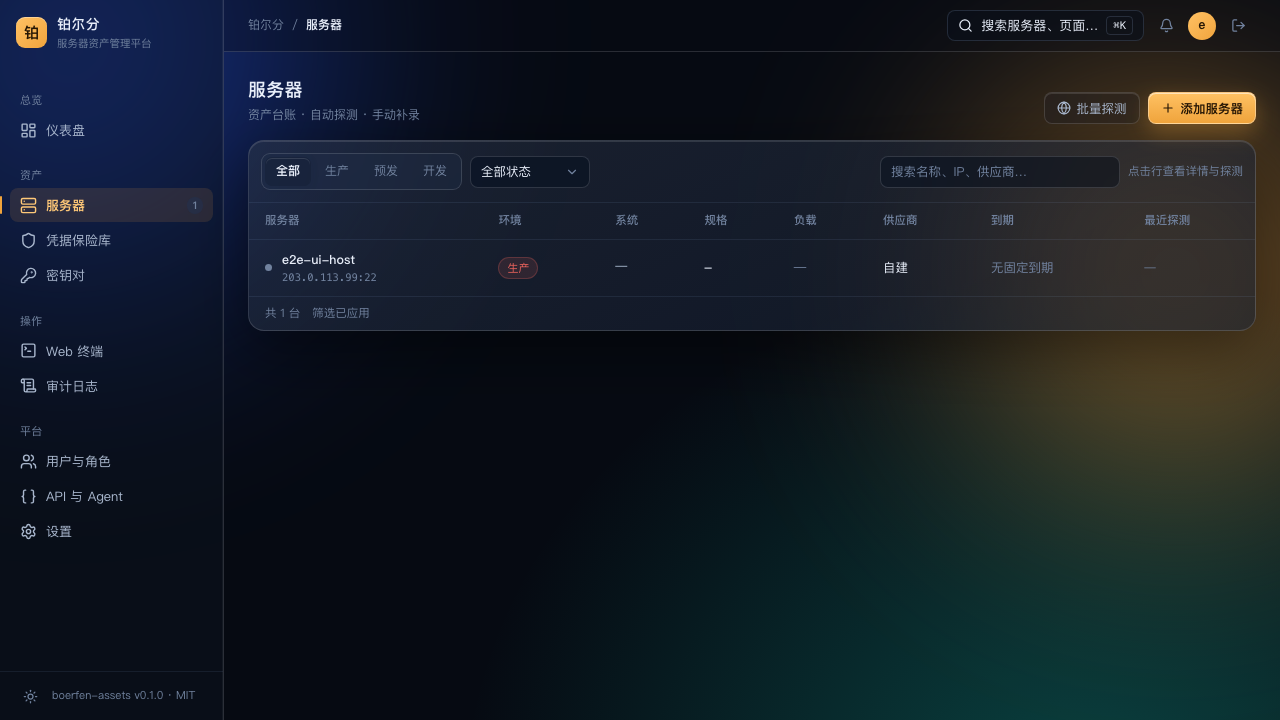 铂
铂尔分
服务器资产管理平台
总览
仪表盘
资产
服务器
1
凭据保险库
密钥对
操作
Web 终端
审计日志
平台
用户与角色
API 与 Agent
设置
boerfen-assets v0.1.0 · MIT
铂尔分 / 服务器
搜索服务器、页面… ⌘K
e
服务器
资产台账 · 自动探测 · 手动补录
批量探测
添加服务器
全部 生产 预发 开发
全部状态
搜索名称、IP、供应商…
点击行查看详情与探测
服务器 环境 系统 规格 负载 供应商 到期 最近探测
e2e-ui-host
203.0.113.99:22
生产 — – — 自建 无固定到期 —
共 1 台 筛选已应用